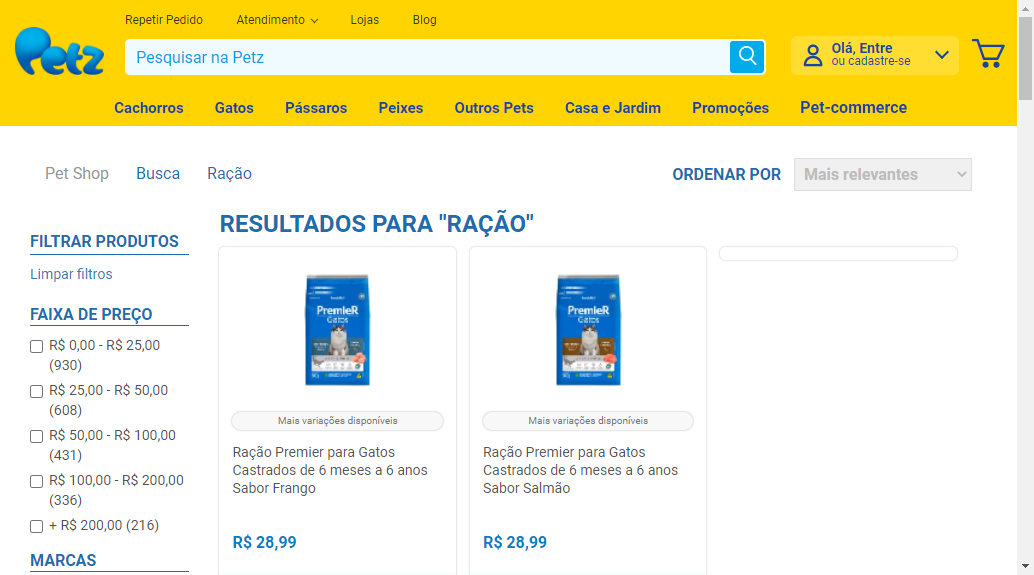 Repetir Pedido
Atendimento
Lojas
Blog
Petz
Pesquisar na Petz
Olá, Entre
ou cadastre-se
Cachorros
Gatos
Pássaros
Peixes
Outros Pets
Casa e Jardim
Promoções
Pet-commerce
Pet Shop
Busca
Ração
ORDENAR POR
Mais relevantes
RESULTADOS PARA "RAÇÃO"
FILTRAR PRODUTOS
Limpar filtros
FAIXA DE PREÇO
R$ 0,00 - R$ 25,00
(930)
R$ 25,00 - R$ 50,00
(608)
R$ 50,00 - R$ 100,00
(431)
R$ 100,00 - R$ 200,00
(336)
+ R$ 200,00 (216)
MARCAS
PremieR
Gatos
Mais variações disponíveis
Ração Premier para Gatos
Castrados de 6 meses a 6 anos
Sabor Frango
R$ 28,99
PremieR
Gatos
Mais variações disponíveis
Ração Premier para Gatos
Castrados de 6 meses a 6 anos
Sabor Salmão
R$ 28,99